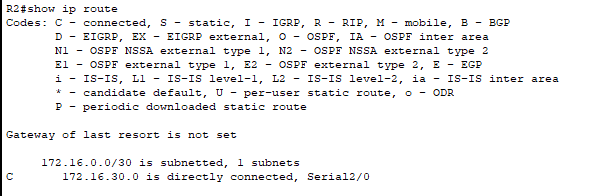 R2#show ip route
Codes: C - connected, S - static, I - IGRP, R - RIP, M - mobile, B - BGP
D - EIGRP, EX - EIGRP external, O - OSPF, IA - OSPF inter area
N1 - OSPF NSSA external type 1, N2 - OSPF NSSA external type 2
E1 - OSPF external type 1, E2 - OSPF external type 2, E - EGP
i - IS-IS, L1 - IS-IS level-1, L2 - IS-IS level-2, ia - IS-IS inter area
* - candidate default, U - per-user static route, o - ODR
P - periodic downloaded static route
Gateway of last resort is not set
172.16.0.0/30 is subnetted, 1 subnets
C 172.16.30.0 is directly connected, Serial2/0